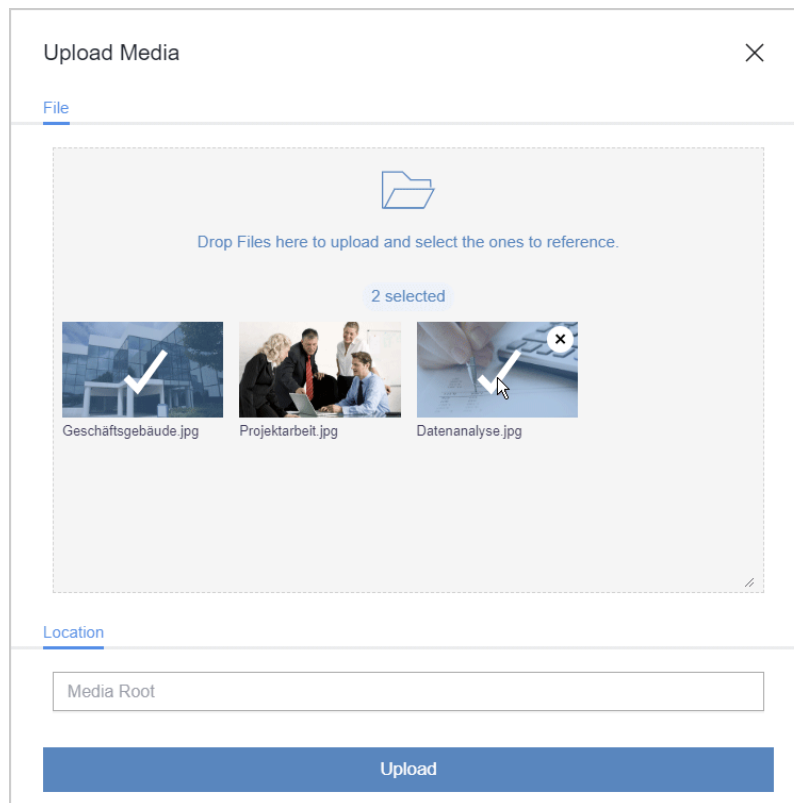 Upload Media
File
Drop Files here to upload and select the ones to reference.
2 selected
Geschäftsgebäude.jpg
Projektarbeit.jpg
Datenanalyse.jpg
Location
Media Root
Upload